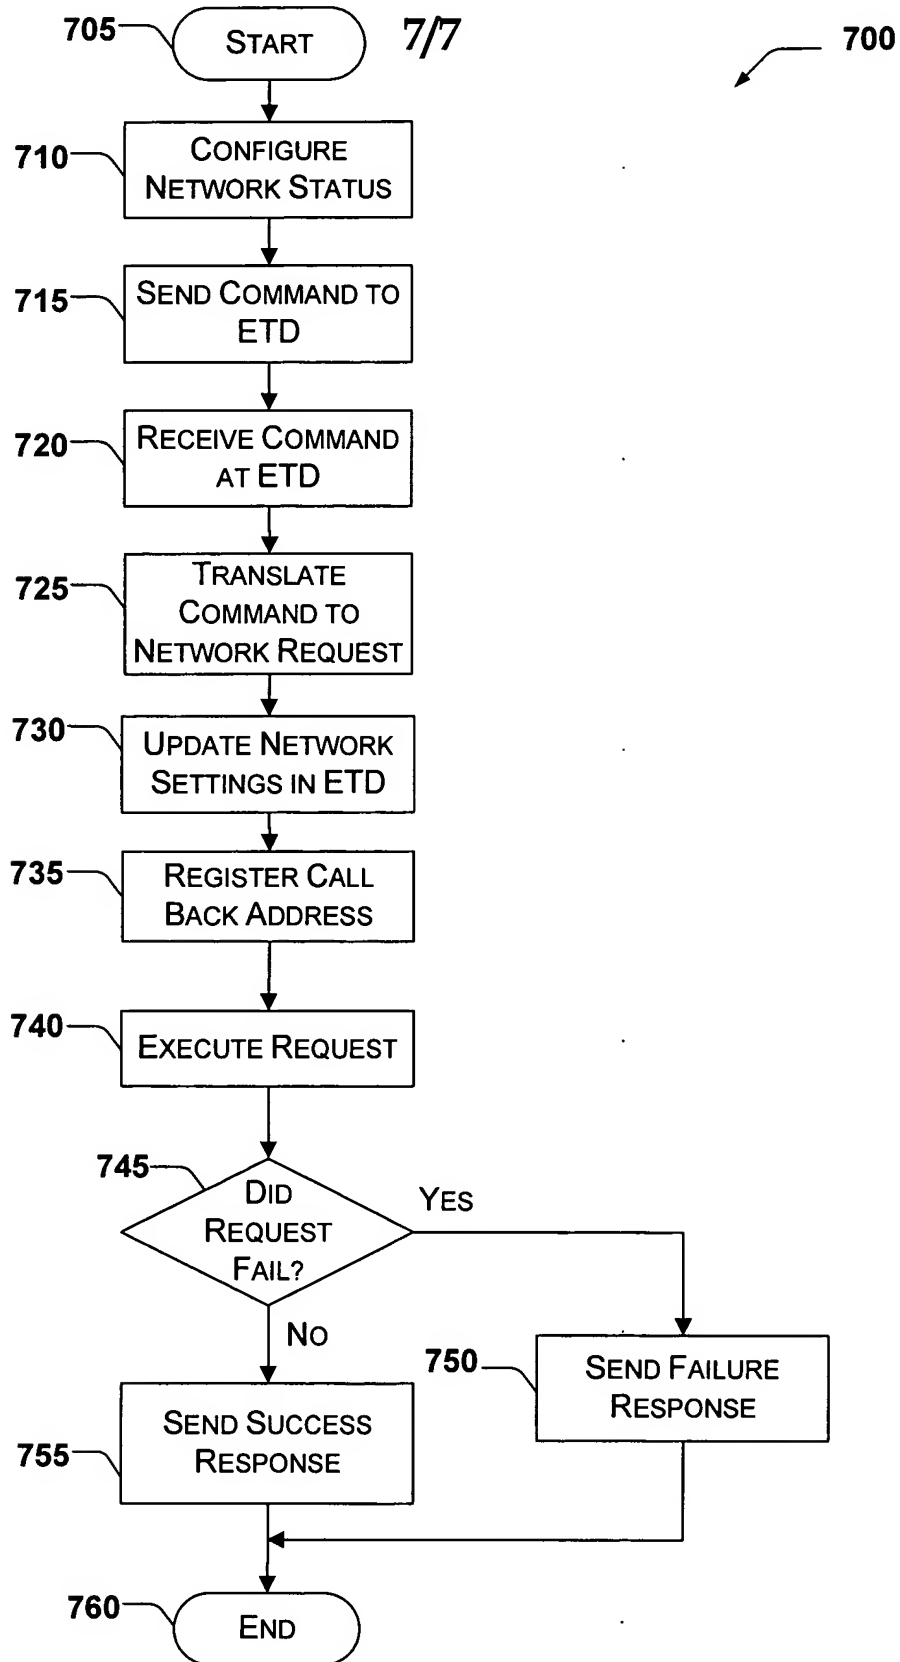 705
START
7/7
700
710
CONFIGURE
NETWORK STATUS
715
SEND COMMAND TO
ETD
720
RECEIVE COMMAND
AT ETD
725
TRANSLATE
COMMAND TO
NETWORK REQUEST
730
UPDATE NETWORK
SETTINGS IN ETD
735
REGISTER CALL
BACK ADDRESS
740
EXECUTE REQUEST
745
DID
REQUEST
FAIL?
YES
NO
750
SEND FAILURE
RESPONSE
755
SEND SUCCESS
RESPONSE
760
END